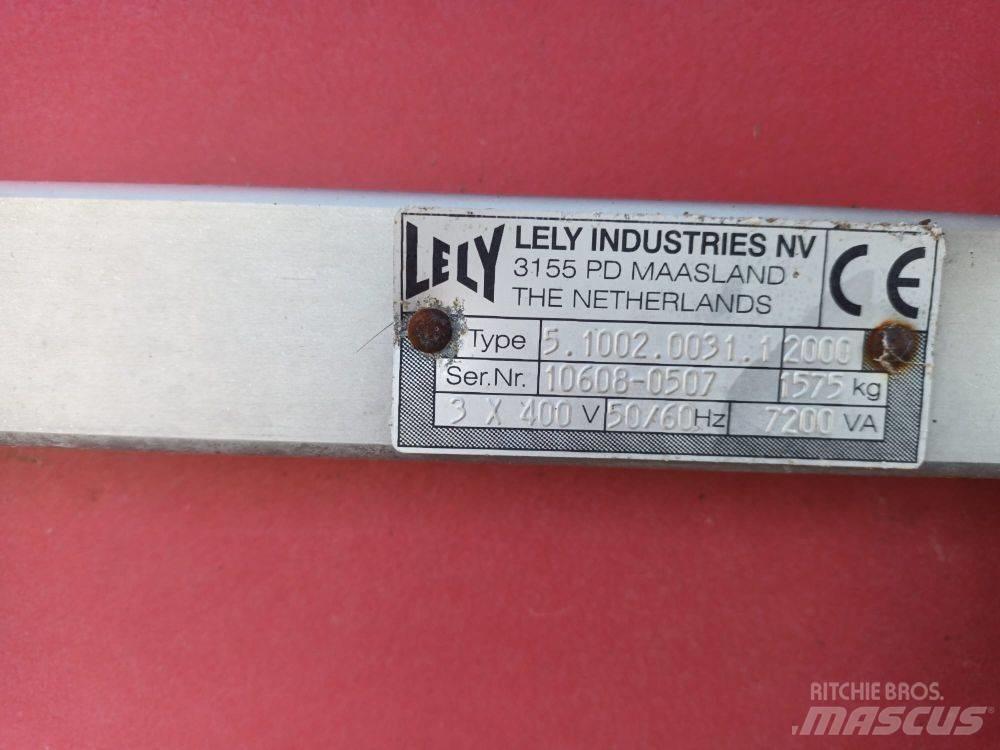 LELY
LELY INDUSTRIES NV
3155 PD MAASLAND
THE NETHERLANDS
CE
Type 5.1002.0031.1 2000
Ser.Nr. 10608-0507 1575 kg
3 X 400 V 50/60 Hz 7200 VA
RITCHIE BROS.
MASCUS